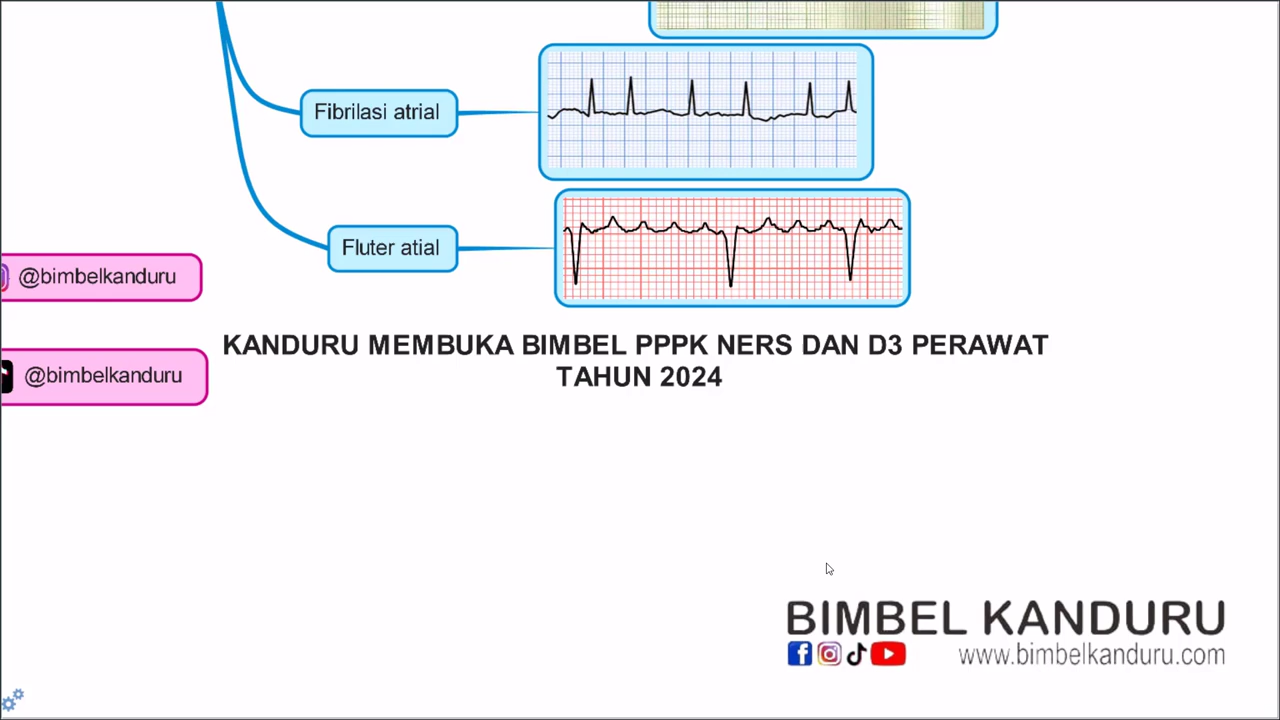 Fibrilasi atrial
Fluter atial
@bimbelkanduru
@bimbelkanduru
KANDURU MEMBUKA BIMBEL PPPK NERS DAN D3 PERAWAT
TAHUN 2024
BIMBEL KANDURU
www.bimbelkanduru.com